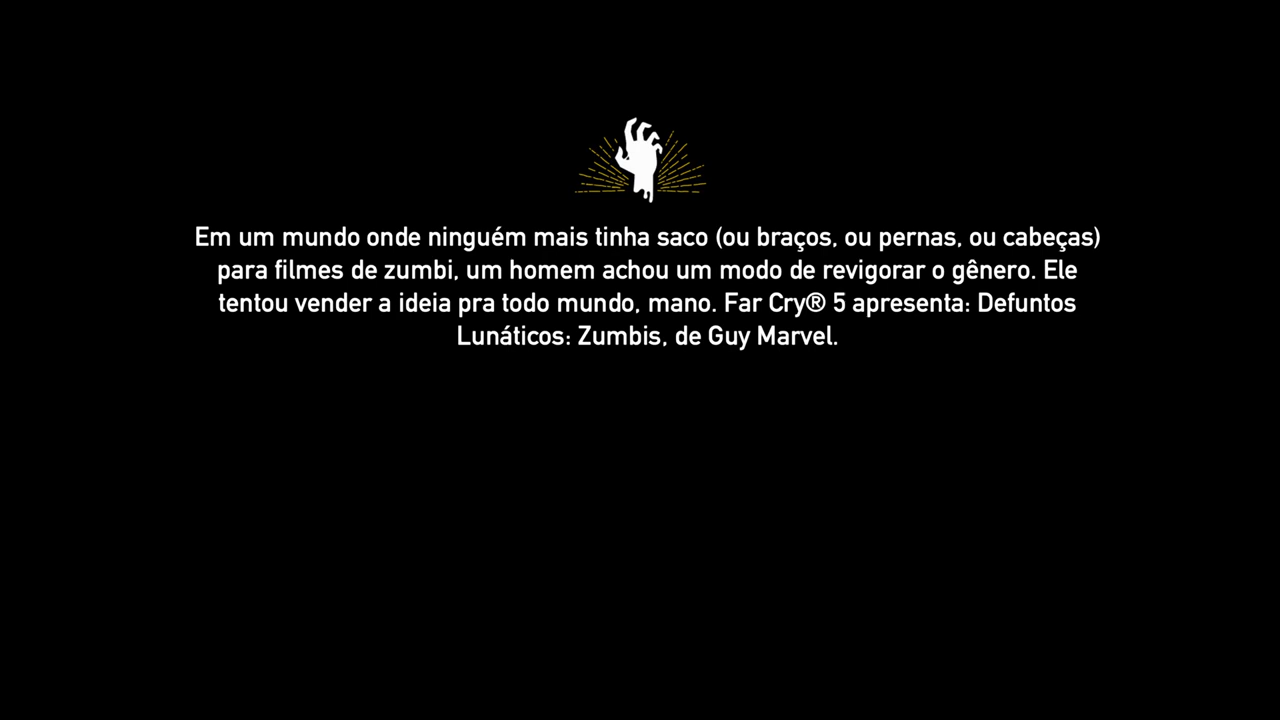 Em um mundo onde ninguém mais tinha saco (ou braços, ou pernas, ou cabeças)
para filmes de zumbi, um homem achou um modo de revigorar o gênero. Ele
tentou vender a ideia pra todo mundo, mano. Far Cry® 5 apresenta: Defuntos
Lunáticos: Zumbis, de Guy Marvel.